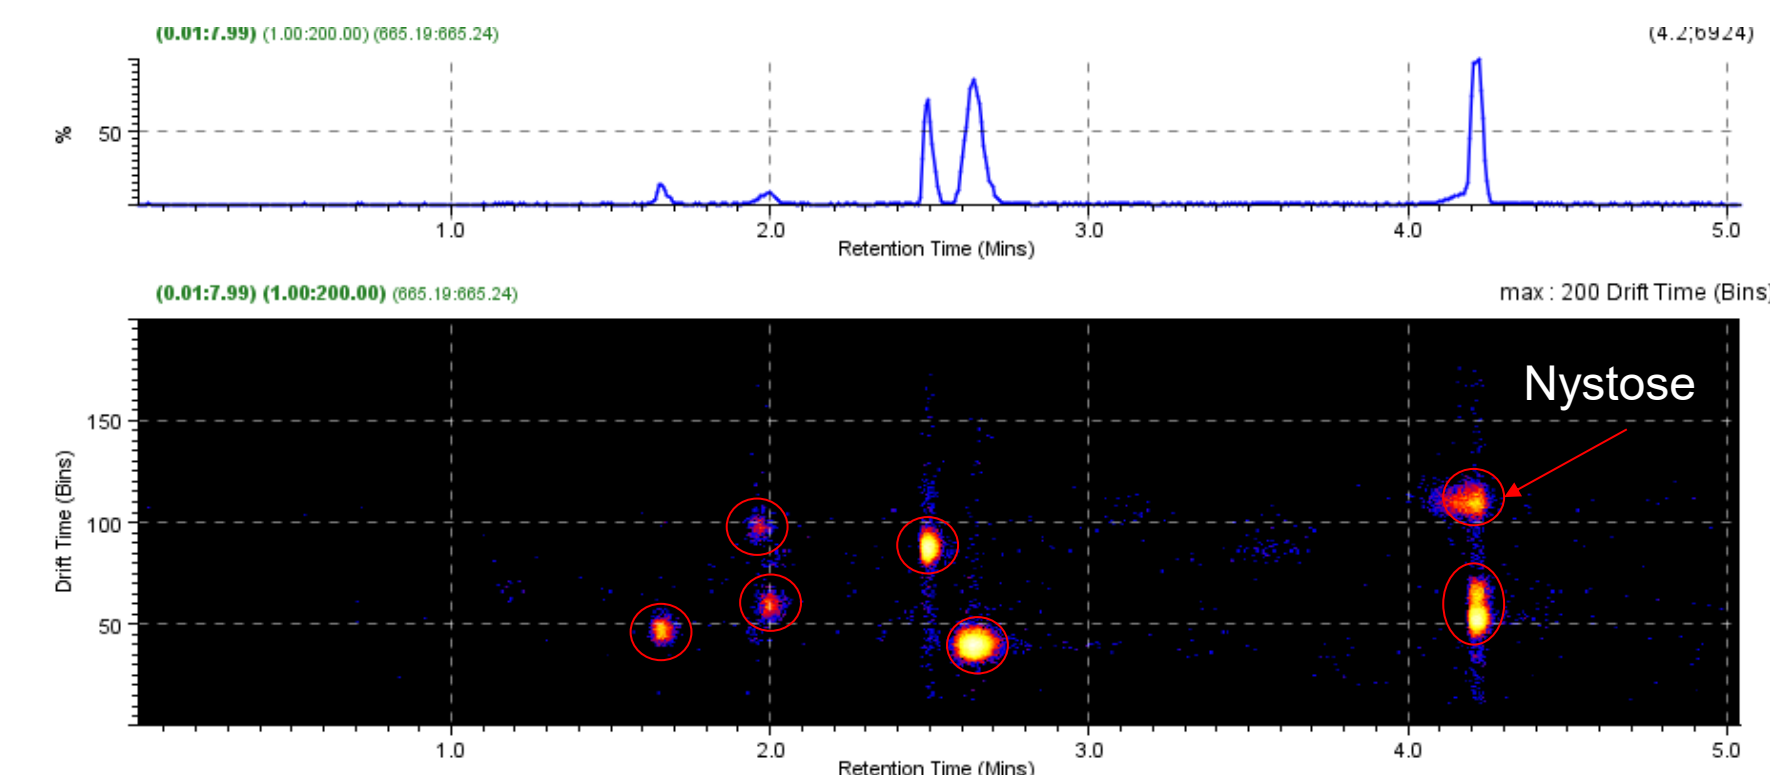 (0.01:7.99) (1.00:200.00) (665.19:665.24)
(4.2;6924)
%
50
1.0 2.0 3.0 4.0 5.0
Retention Time (Mins)
(0.01:7.99) (1.00:200.00) (665.19:665.24)
max : 200 Drift Time (Bins)
Nystose
150
100
50
Drift Time (Bins)
1.0 2.0 3.0 4.0 5.0
Retention Time (Mins)